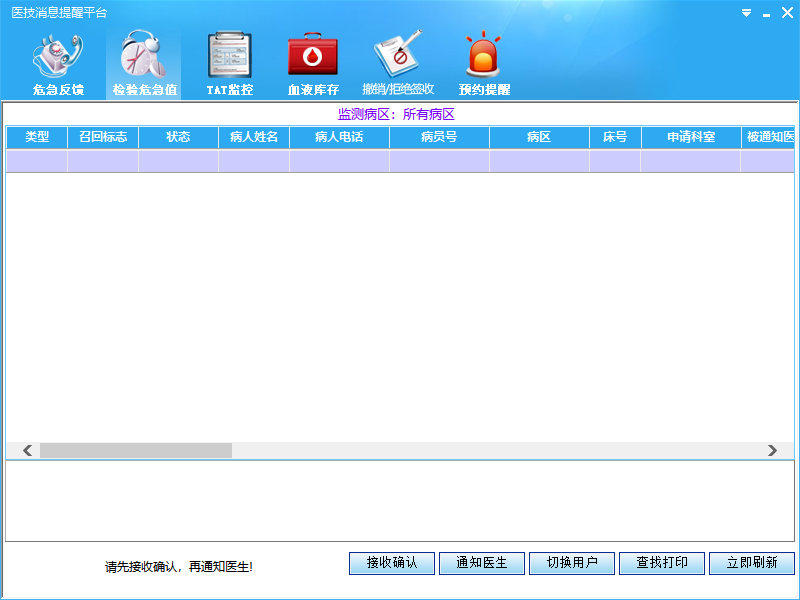 医技消息提醒平台
危急反馈 检验危急值 TAT监控 血液库存 撤销/拒绝签收 预约提醒
监测病区：所有病区
类型 召回标志 状态 病人姓名 病人电话 病员号 病区 床号 申请科室 被通知医
请先接收确认，再通知医生! 接收确认 通知医生 切换用户 查找打印 立即刷新